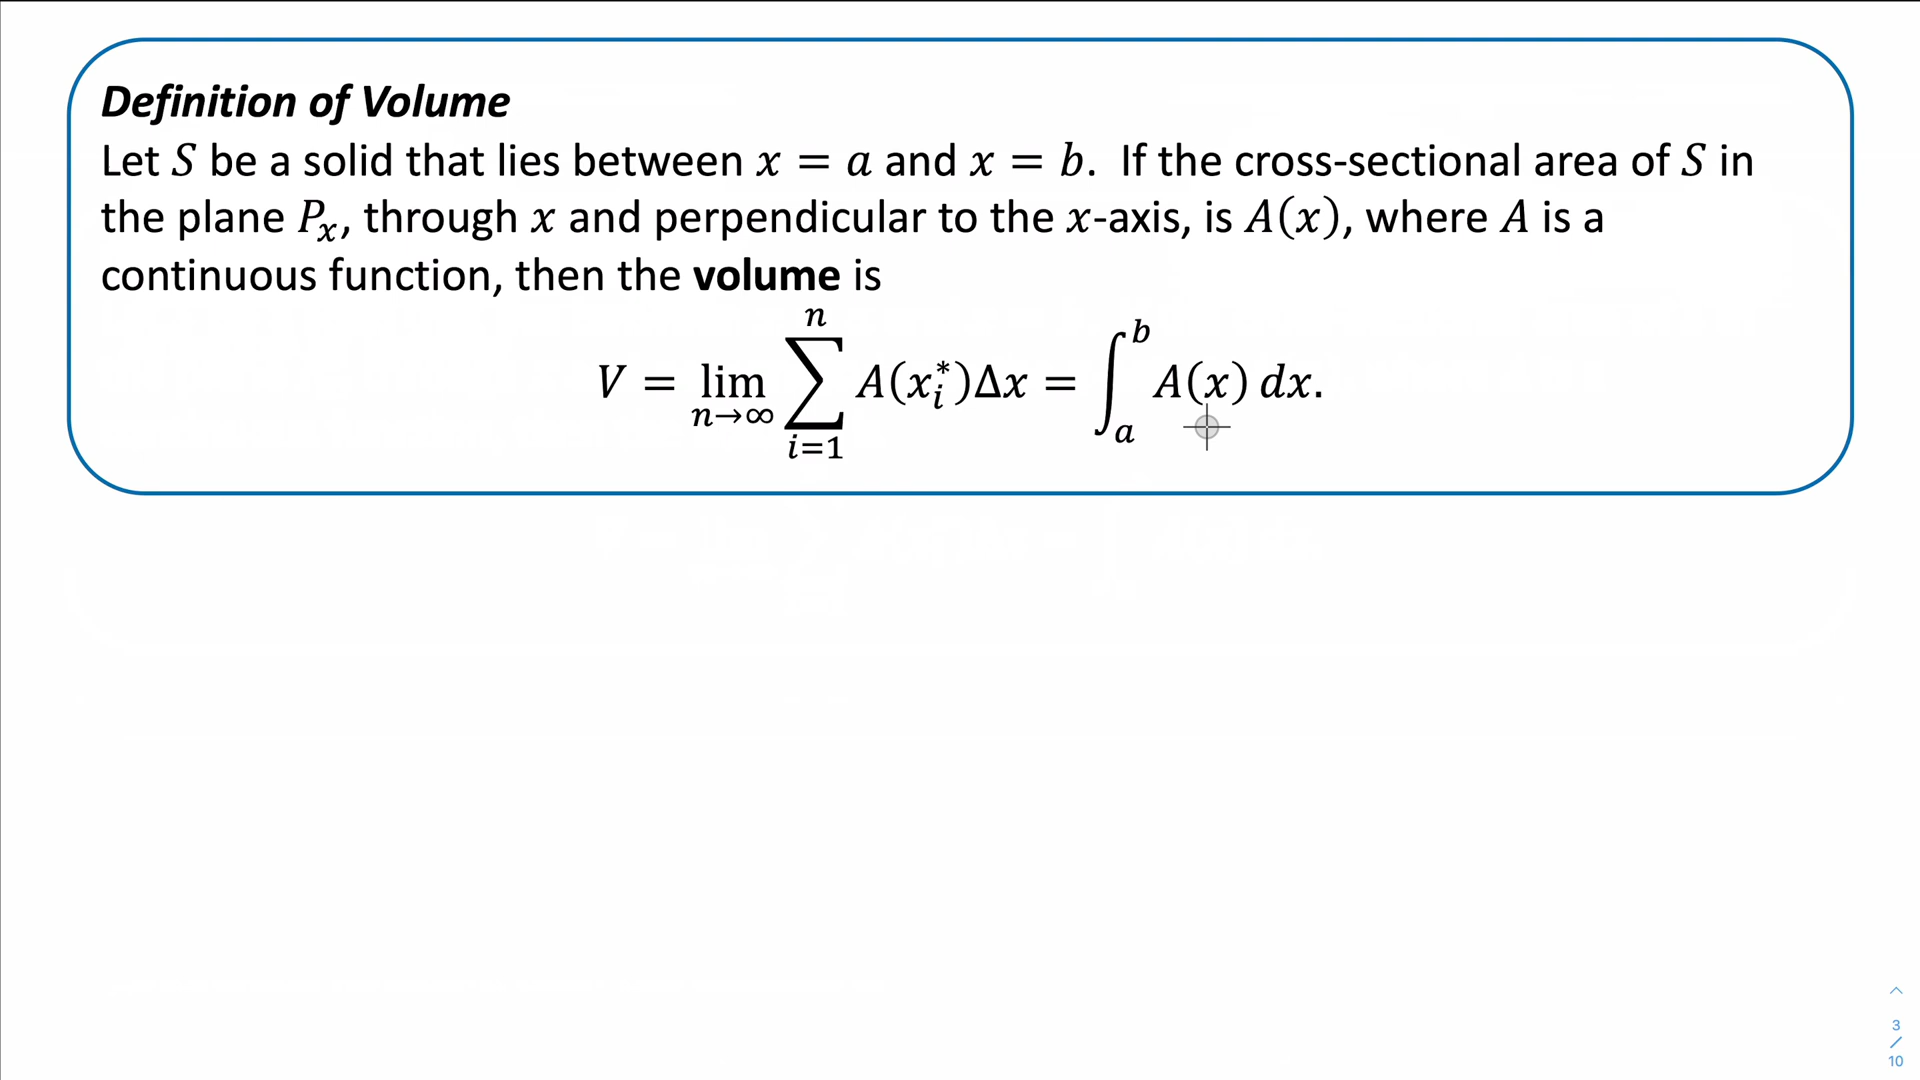 Definition of Volume
Let S be a solid that lies between x = a and x = b. If the cross-sectional area of S in
the plane Pₓ, through x and perpendicular to the x-axis, is A(x), where A is a
continuous function, then the volume is
V = lim_{n→∞} ∑_{i=1}^{n} A(x_i^*)Δx = ∫_a^b A(x) dx.
3
/
10